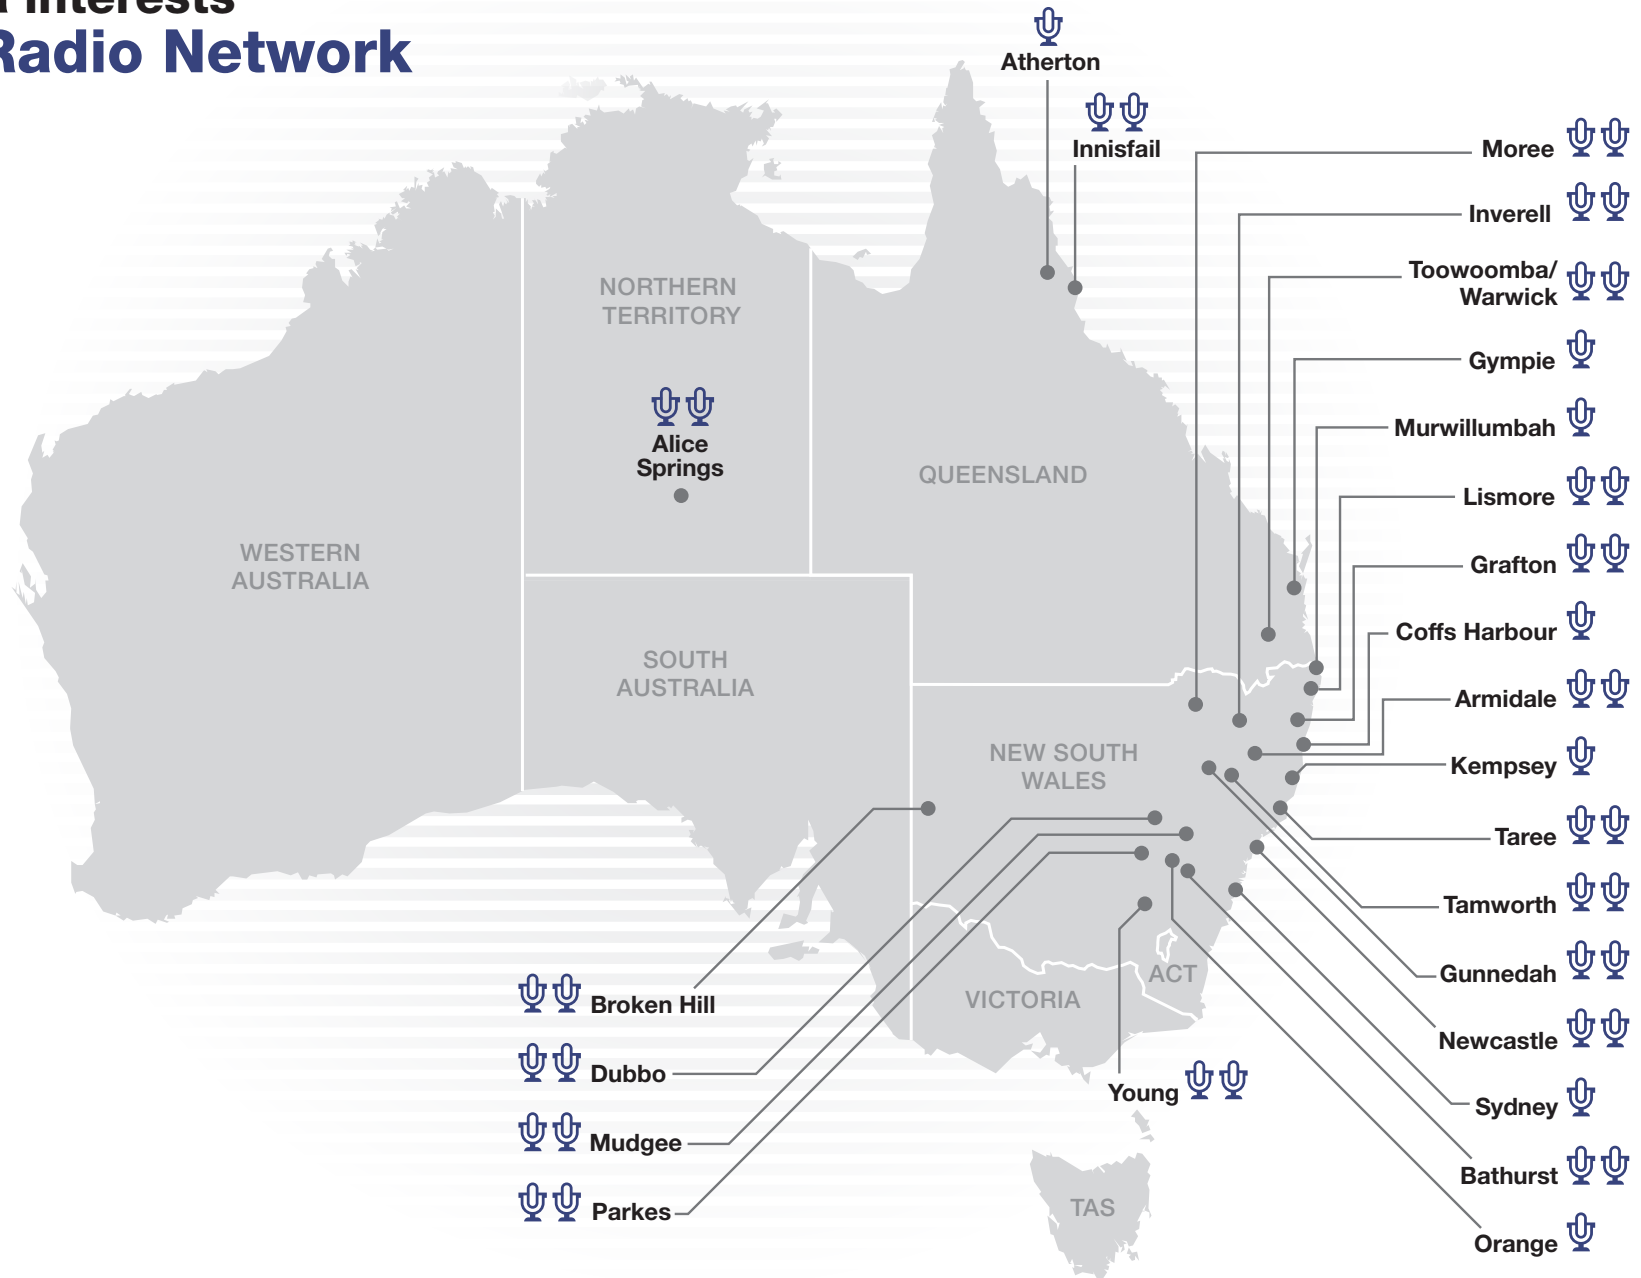 Interests
Radio Network
Atherton
Innisfail
Moree
Inverell
Toowoomba/
Warwick
Gympie
Murwillumbah
Lismore
Grafton
Coffs Harbour
Armidale
Kempsey
Taree
Tamworth
Gunnedah
Newcastle
Sydney
Bathurst
Orange
NORTHERN
TERRITORY
Alice
Springs
QUEENSLAND
WESTERN
AUSTRALIA
SOUTH
AUSTRALIA
NEW SOUTH
WALES
ACT
VICTORIA
TAS
Broken Hill
Dubbo
Mudgee
Parkes
Young